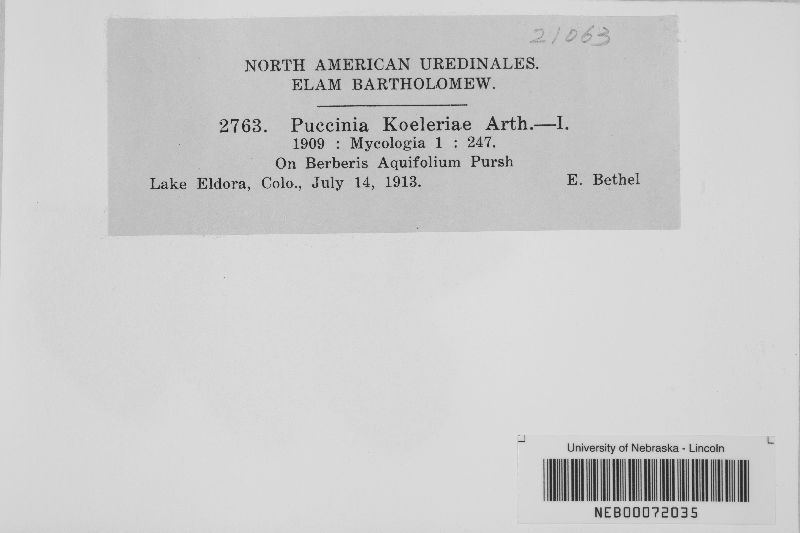 21063
NORTH AMERICAN UREDINALES.
ELAM BARTHOLOMEW.
2763. Puccinia Koeleriae Arth.—I.
1909 : Mycologia 1 : 247.
On Berberis Aquifolium Pursh
Lake Eldora, Colo., July 14, 1913. E. Bethel
University of Nebraska - Lincoln
NEB00072035